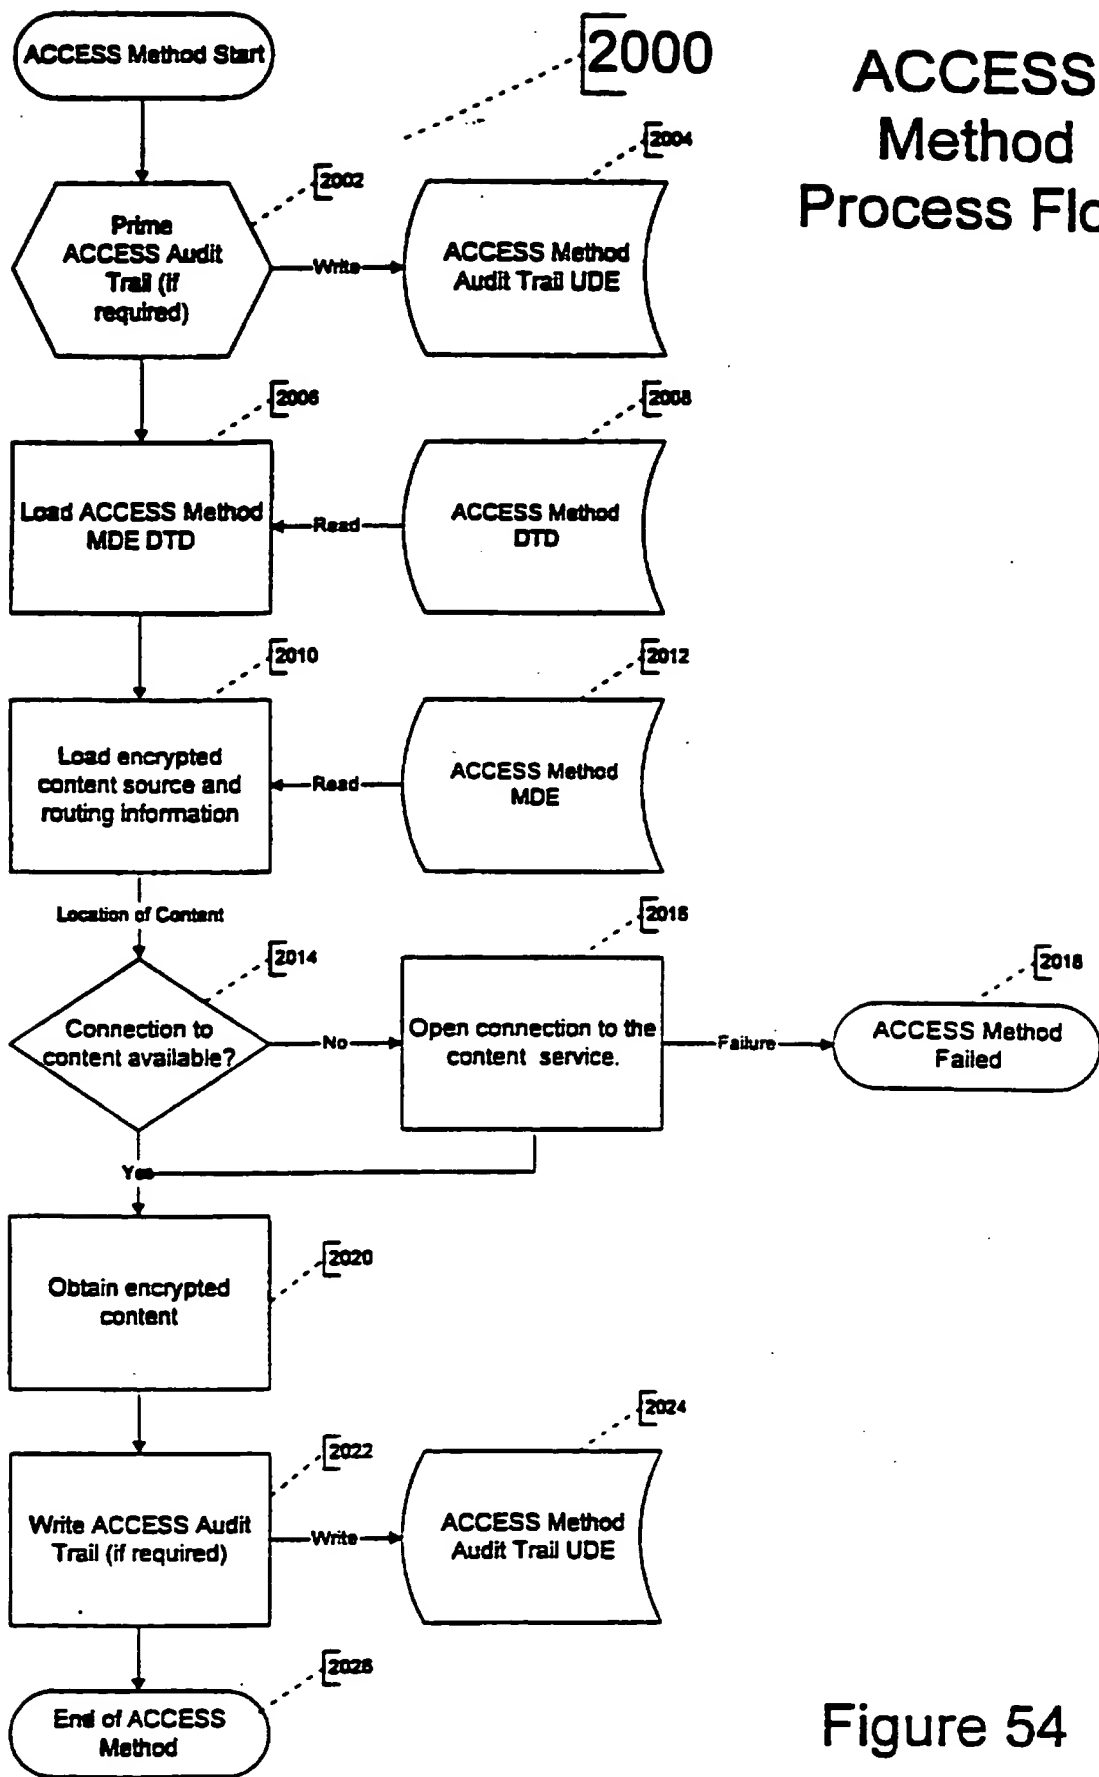 ACCESS Method Start
2000
ACCESS
Method
Process Flo
2002
2004
Prime
ACCESS Audit
Trail (if
required)
Write
ACCESS Method
Audit Trail UDE
2006
2008
Load ACCESS Method
MDE DTD
Read
ACCESS Method
DTD
2010
2012
Load encrypted
content source and
routing information
Read
ACCESS Method
MDE
Location of Content
2014
2016
2018
Connection to
content available?
No
Open connection to the
content service.
Failure
ACCESS Method
Failed
Yes
2020
Obtain encrypted
content
2022
2024
Write ACCESS Audit
Trail (if required)
Write
ACCESS Method
Audit Trail UDE
2026
End of ACCESS
Method
Figure 54